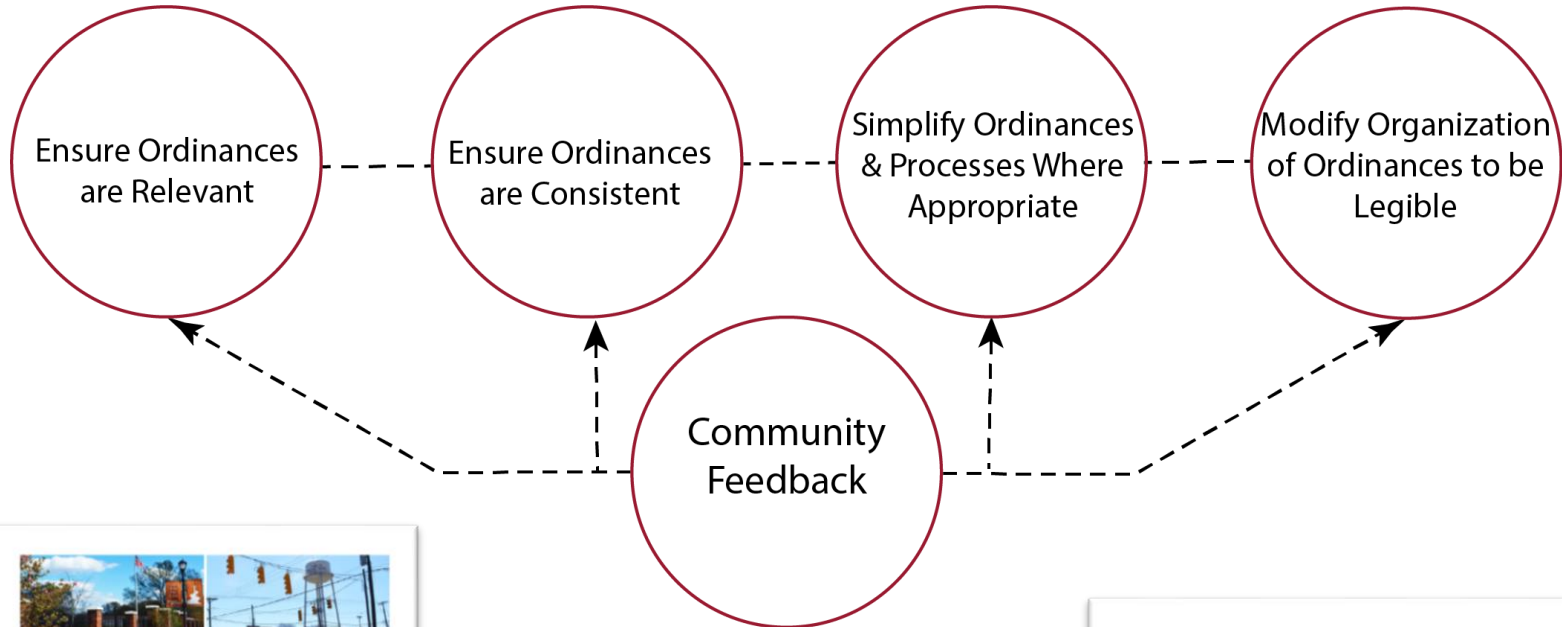 Ensure Ordinances
are Relevant
Ensure Ordinances
are Consistent
Simplify Ordinances
& Processes Where
Appropriate
Modify Organization
of Ordinances to be
Legible
Community
Feedback